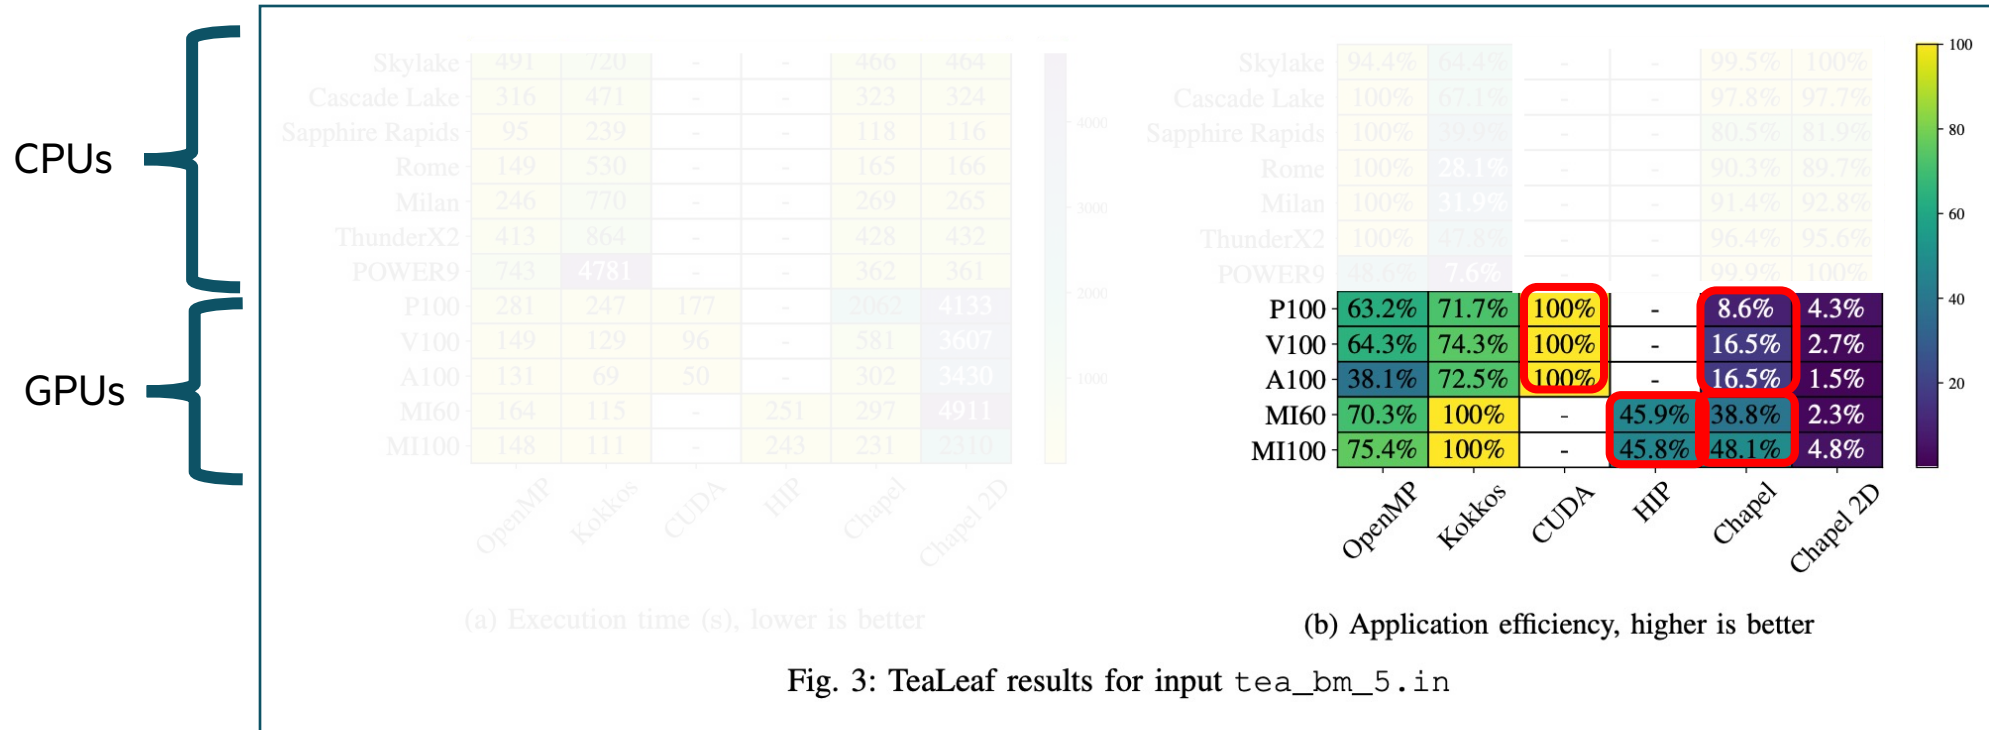 CPUs
GPUs
Skylake 491 720 - - 466 464
Cascade Lake 316 471 - - 323 324
Sapphire Rapids 95 239 - - 118 116
Rome 149 530 - - 165 166
Milan 246 770 - - 269 265
ThunderX2 413 864 - - 428 432
POWER9 743 4781 - - 362 361
P100 281 247 177 - 2062 4133
V100 149 129 96 - 581 3607
A100 131 69 50 - 302 3430
MI60 164 115 - 251 297 4911
MI100 148 111 - 243 231 2310
OpenMP Kokkos CUDA HIP Chapel Chapel 2D
4000
3000
2000
1000
(a) Execution time (s), lower is better
Skylake 94.4% 64.4% - - 99.5% 100%
Cascade Lake 100% 67.1% - - 97.8% 97.7%
Sapphire Rapids 100% 39.9% - - 80.5% 81.9%
Rome 100% 28.1% - - 90.3% 89.7%
Milan 100% 31.9% - - 91.4% 92.8%
ThunderX2 100% 47.8% - - 96.4% 95.6%
POWER9 48.6% 7.6% - - 99.9% 100%
P100 63.2% 71.7% 100% - 8.6% 4.3%
V100 64.3% 74.3% 100% - 16.5% 2.7%
A100 38.1% 72.5% 100% - 16.5% 1.5%
MI60 70.3% 100% - 45.9% 38.8% 2.3%
MI100 75.4% 100% - 45.8% 48.1% 4.8%
OpenMP Kokkos CUDA HIP Chapel Chapel 2D
100
80
60
40
20
(b) Application efficiency, higher is better
Fig. 3: TeaLeaf results for input tea_bm_5.in